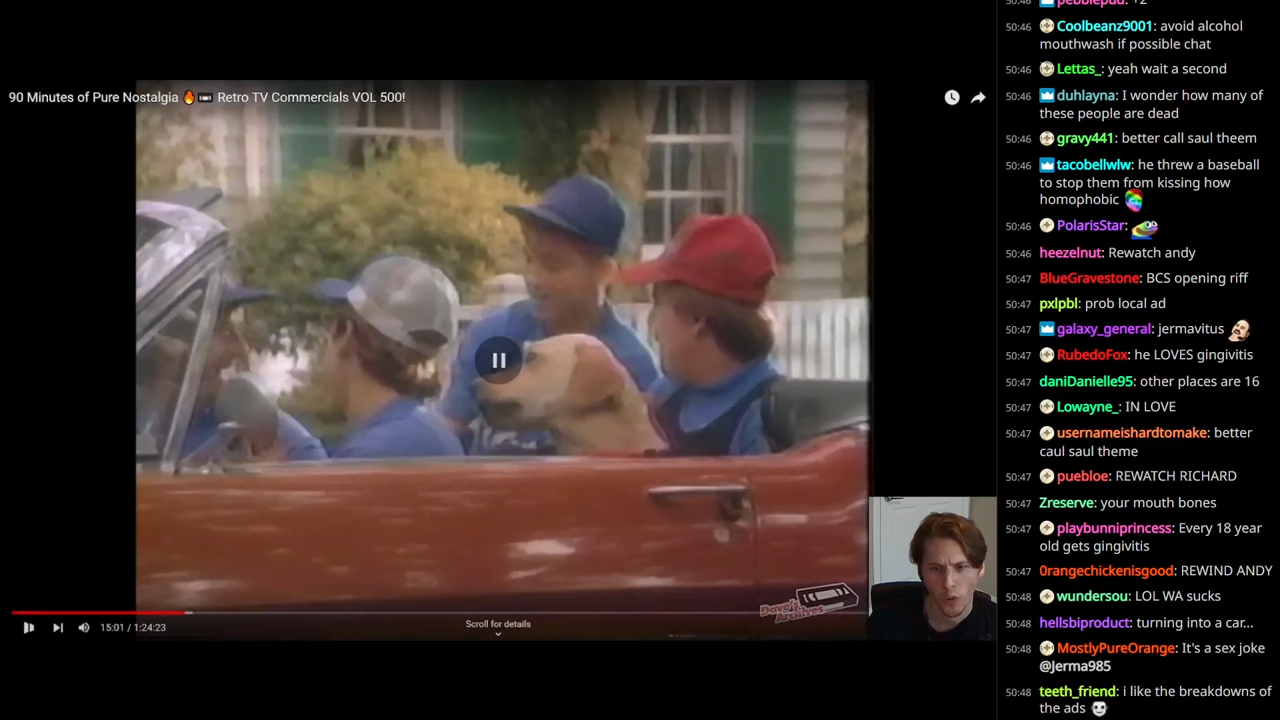 90 Minutes of Pure Nostalgia 🔥📼 Retro TV Commercials VOL 500!
Dave's
Archives
Scroll for details
15:01 / 1:24:23
pebblepud: +2
50:46 Coolbeanz9001: avoid alcohol
mouthwash if possible chat
50:46 Lettas_: yeah wait a second
50:46 duhlayna: I wonder how many of
these people are dead
50:46 gravy441: better call saul theem
50:46 tacobellwlw: he threw a baseball
to stop them from kissing how
homophobic
50:46 PolarisStar:
50:46 heezelnut: Rewatch andy
50:47 BlueGravestone: BCS opening riff
50:47 pxlpbl: prob local ad
50:47 galaxy_general: jermavitus
50:47 RubedoFox: he LOVES gingivitis
50:47 daniDanielle95: other places are 16
50:47 Lowayne_: IN LOVE
50:47 usernameishardtomake: better
caul saul theme
50:47 puebloe: REWATCH RICHARD
50:47 Zreserve: your mouth bones
50:47 playbunniprincess: Every 18 year
old gets gingivitis
50:47 0rangechickenisgood: REWIND ANDY
50:48 wundersou: LOL WA sucks
50:48 hellsbiproduct: turning into a car...
50:48 MostlyPureOrange: It's a sex joke
@Jerma985
50:48 teeth_friend: i like the breakdowns of
the ads